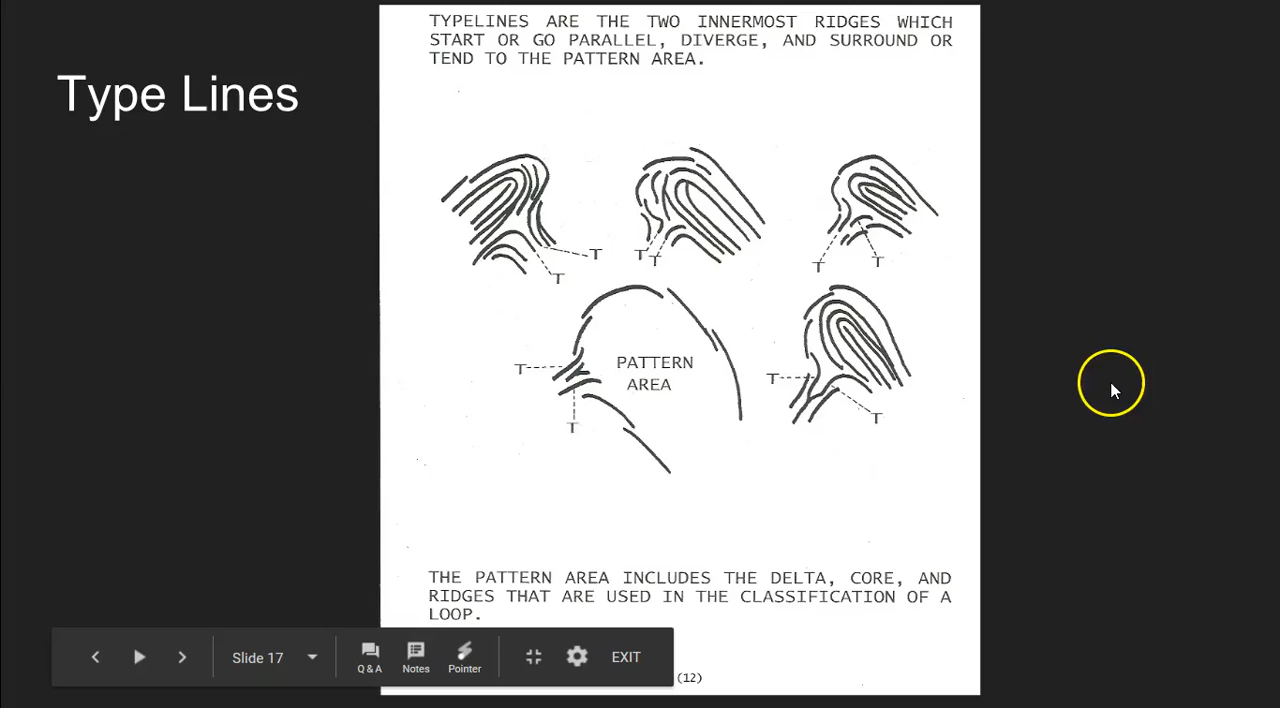 Type Lines
TYPELINES ARE THE TWO INNERMOST RIDGES WHICH
START OR GO PARALLEL, DIVERGE, AND SURROUND OR
TEND TO THE PATTERN AREA.
T
T
T
T
T
T
T
PATTERN
AREA
T
T
T
THE PATTERN AREA INCLUDES THE DELTA, CORE, AND
RIDGES THAT ARE USED IN THE CLASSIFICATION OF A
LOOP.
(12)
Slide 17
Q & A
Notes
Pointer
EXIT